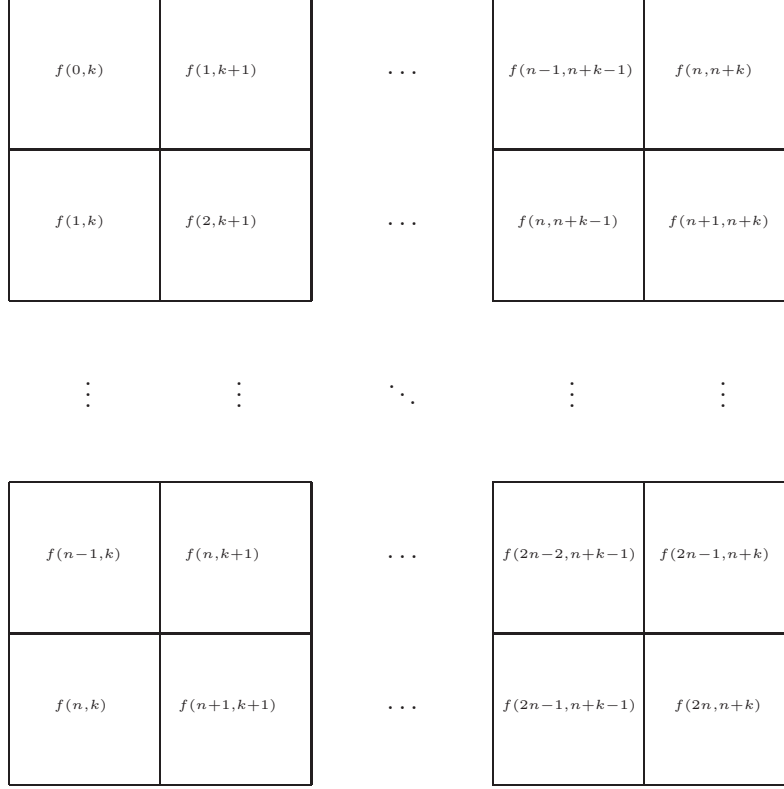 f(0,k) f(1,k+1) ... f(n−1,n+k−1) f(n,n+k)
f(1,k) f(2,k+1) ... f(n,n+k−1) f(n+1,n+k)
⋮ ⋮ ⋱ ⋮ ⋮
f(n−1,k) f(n,k+1) ... f(2n−2,n+k−1) f(2n−1,n+k)
f(n,k) f(n+1,k+1) ... f(2n−1,n+k−1) f(2n,n+k)